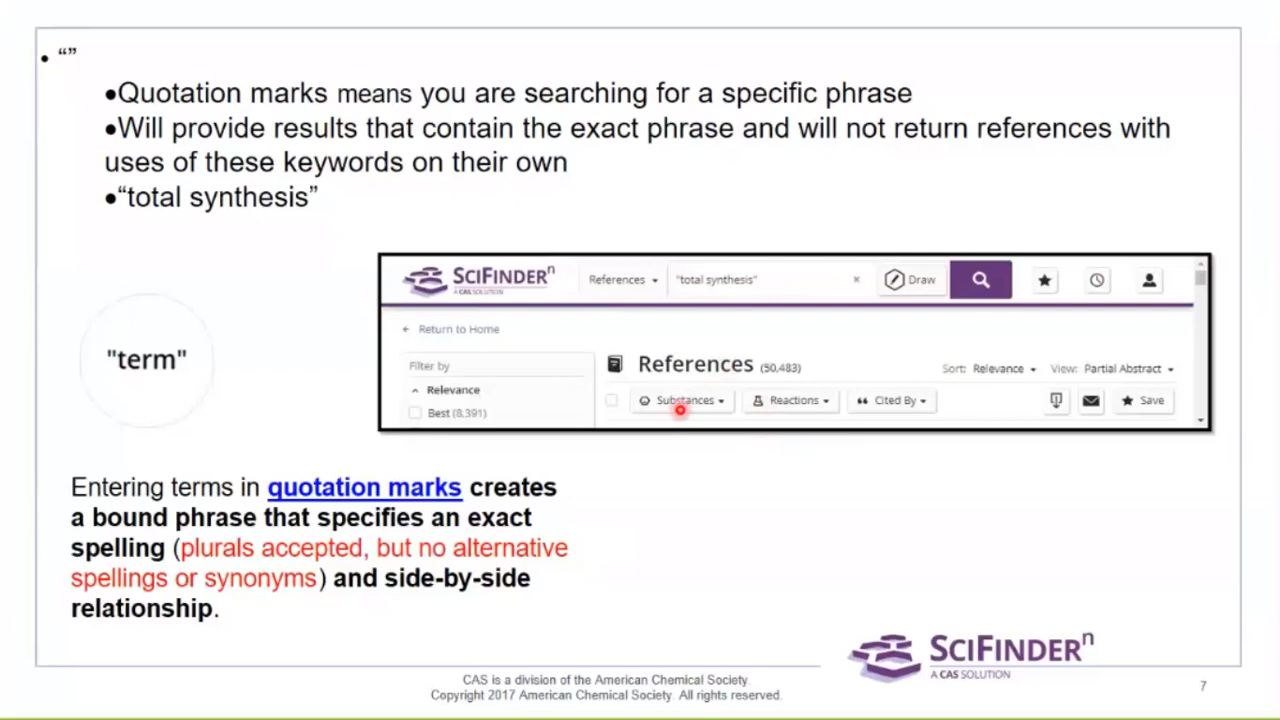 • “”
•Quotation marks means you are searching for a specific phrase
•Will provide results that contain the exact phrase and will not return references with
uses of these keywords on their own
•“total synthesis”
SCIFINDERⁿ
A CAS SOLUTION
References
"total synthesis"
×
Draw
Return to Home
Filter by
References (50,483)
Sort: Relevance
View: Partial Abstract
Relevance
Best (8,391)
Substances
Reactions
Cited By
Save
"term"
Entering terms in quotation marks creates
a bound phrase that specifies an exact
spelling (plurals accepted, but no alternative
spellings or synonyms) and side-by-side
relationship.
SCIFINDERⁿ
A CAS SOLUTION
CAS is a division of the American Chemical Society.
Copyright 2017 American Chemical Society. All rights reserved.
7